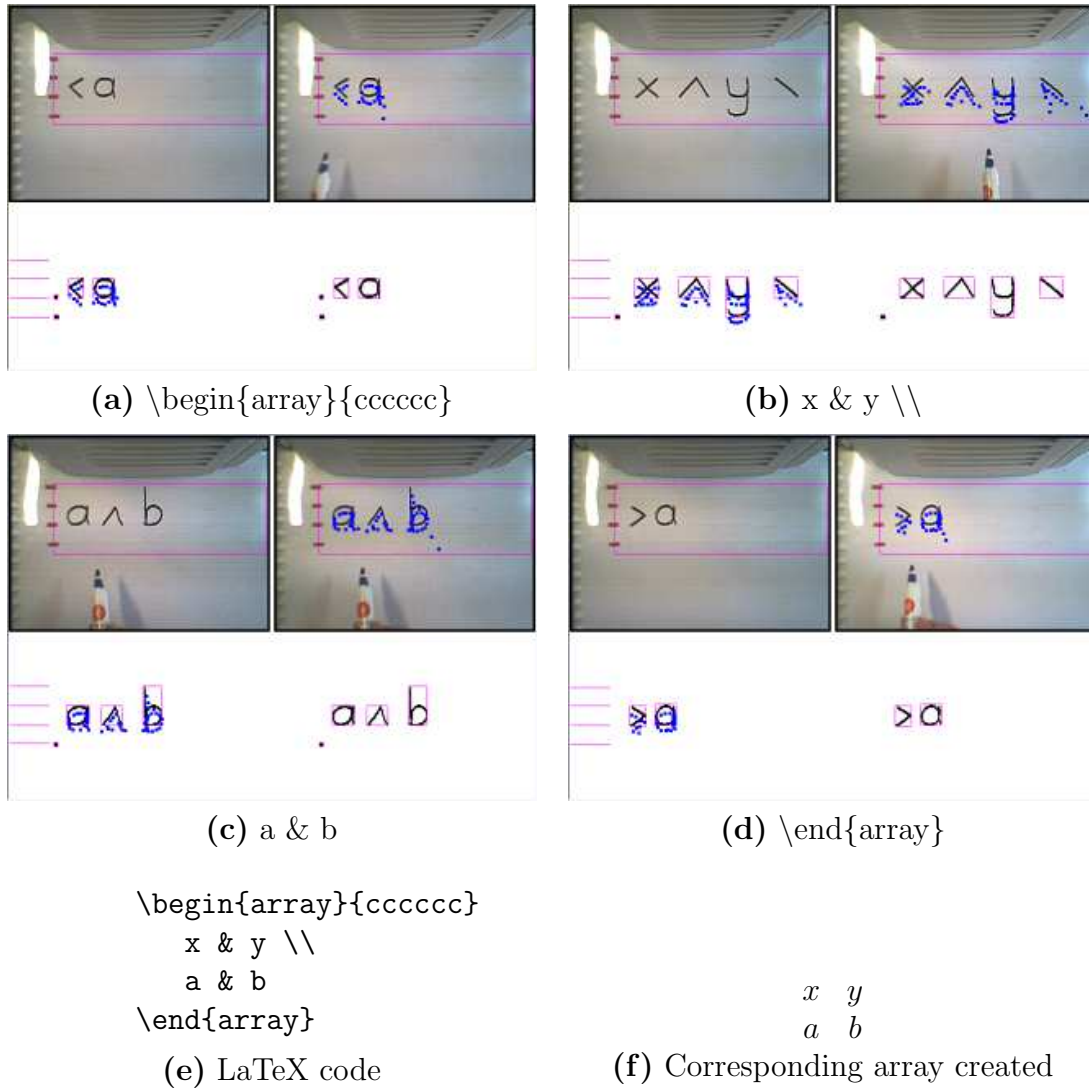 < a
< a
x ∧ y \
x ∧ y \
< a
< a
x ∧ y \
x ∧ y \
(a) \begin{array}{cccccc}
(b) x & y \\
a ∧ b
a ∧ b
> a
> a
a ∧ b
a ∧ b
> a
> a
(c) a & b
(d) \end{array}
\begin{array}{cccccc}
x & y \\
a & b
\end{array}
(e) LaTeX code
x y
a b
(f) Corresponding array created